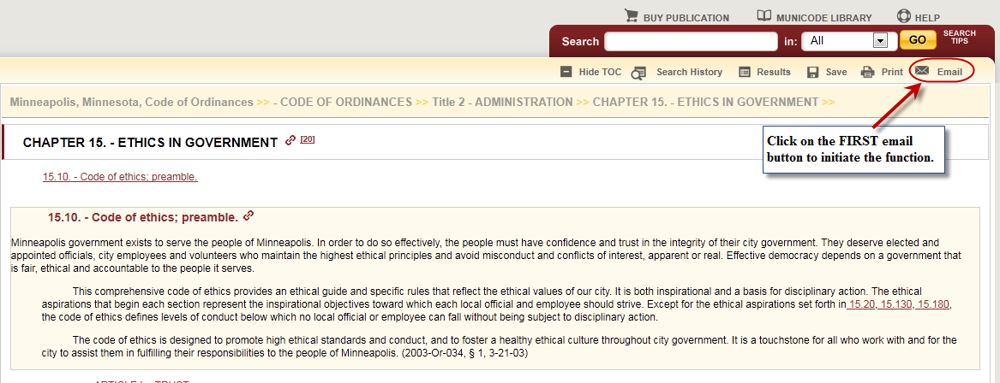 BUY PUBLICATION MUNICODE LIBRARY HELP
Search in: All GO SEARCH TIPS
Hide TOC Search History Results Save Print Email
Minneapolis, Minnesota, Code of Ordinances >> - CODE OF ORDINANCES >> Title 2 - ADMINISTRATION >> CHAPTER 15. - ETHICS IN GOVERNMENT >>
Click on the FIRST email
button to initiate the function.
CHAPTER 15. - ETHICS IN GOVERNMENT [20]
15.10. - Code of ethics; preamble.
15.10. - Code of ethics; preamble.
Minneapolis government exists to serve the people of Minneapolis. In order to do so effectively, the people must have confidence and trust in the integrity of their city government. They deserve elected and
appointed officials, city employees and volunteers who maintain the highest ethical principles and avoid misconduct and conflicts of interest, apparent or real. Effective democracy depends on a government that
is fair, ethical and accountable to the people it serves.
This comprehensive code of ethics provides an ethical guide and specific rules that reflect the ethical values of our city. It is both inspirational and a basis for disciplinary action. The ethical
aspirations that begin each section represent the inspirational objectives toward which each local official and employee should strive. Except for the ethical aspirations set forth in 15.20, 15.130, 15.180,
the code of ethics defines levels of conduct below which no local official or employee can fall without being subject to disciplinary action.
The code of ethics is designed to promote high ethical standards and conduct, and to foster a healthy ethical culture throughout city government. It is a touchstone for all who work with and for the
city to assist them in fulfilling their responsibilities to the people of Minneapolis. (2003-Or-034, § 1, 3-21-03)